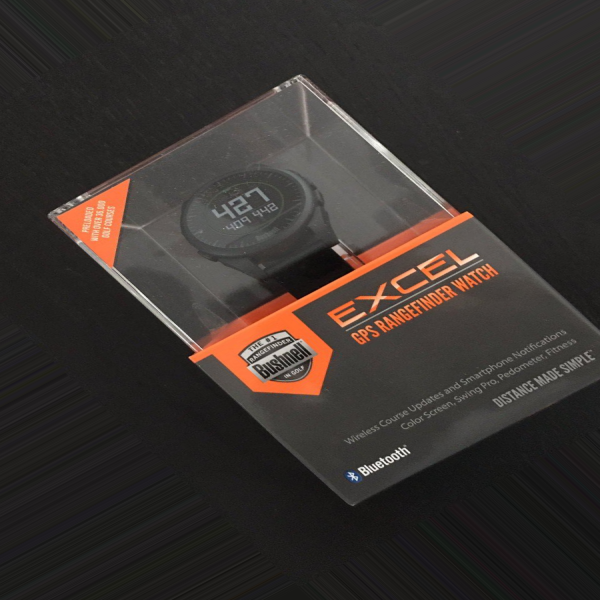 PRELOADED
WITH OVER 36,000
GOLF COURSES
427
409 442
EXCEL
GPS RANGEFINDER WATCH
THE #1
RANGEFINDER
Bushnell
IN GOLF
Wireless Course Updates and Smartphone Notifications
Color Screen, Swing Pro, Pedometer, Fitness
DISTANCE MADE SIMPLE™
Bluetooth®